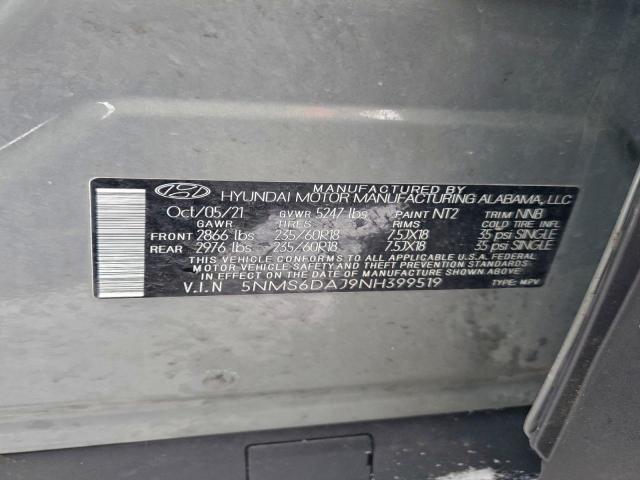 MANUFACTURED BY
HYUNDAI MOTOR MANUFACTURING ALABAMA, LLC
Oct/05/21 GVWR 5247 lbs PAINT NT2 TRIM NNB
GAWR TIRES RIMS COLD TIRE INFL.
FRONT 2866 lbs 235/60R18 7.5JX18 35 psi SINGLE
REAR 2976 lbs 235/60R18 7.5JX18 35 psi SINGLE
THIS VEHICLE CONFORMS TO ALL APPLICABLE U.S.A. FEDERAL
MOTOR VEHICLE SAFETY, BUMPER, AND THEFT PREVENTION
STANDARDS IN EFFECT ON THE DATE OF MANUFACTURE SHOWN ABOVE.
V.I.N 5NMS6DAJ9NH399519 TYPE: MPV